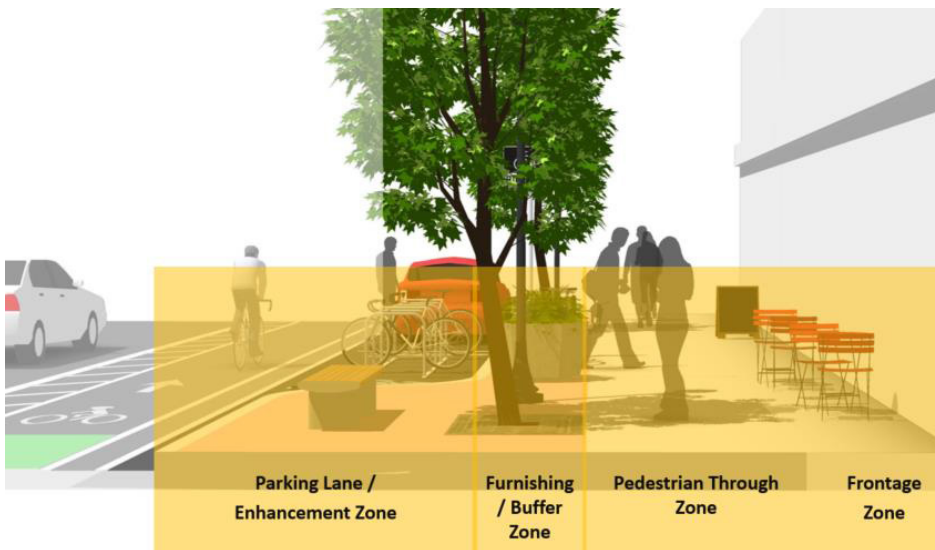 Parking Lane /
Enhancement Zone
Furnishing
/ Buffer
Zone
Pedestrian Through
Zone
Frontage
Zone